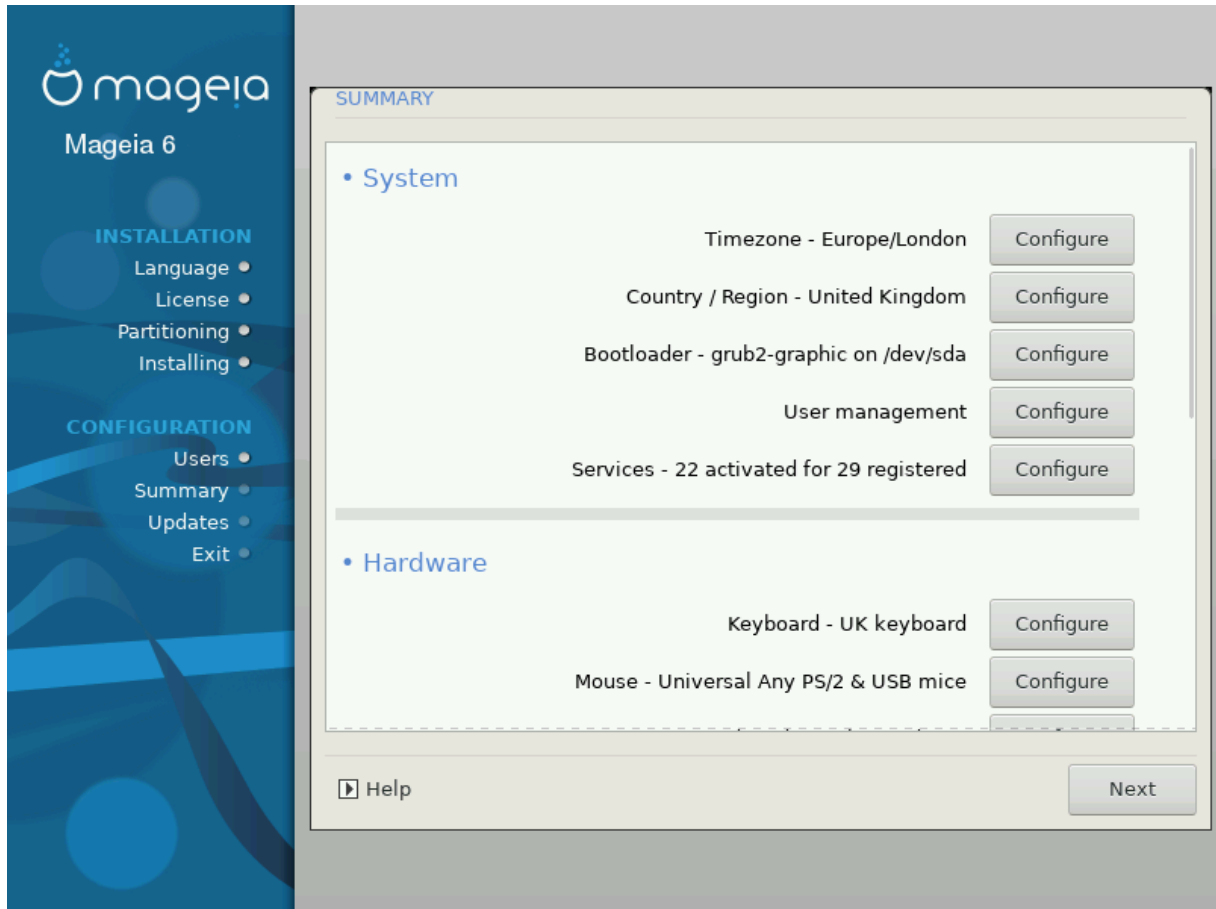 mageia
Mageia 6
INSTALLATION
Language
License
Partitioning
Installing
CONFIGURATION
Users
Summary
Updates
Exit
SUMMARY
• System
Timezone - Europe/London Configure
Country / Region - United Kingdom Configure
Bootloader - grub2-graphic on /dev/sda Configure
User management Configure
Services - 22 activated for 29 registered Configure
• Hardware
Keyboard - UK keyboard Configure
Mouse - Universal Any PS/2 & USB mice Configure
Help Next